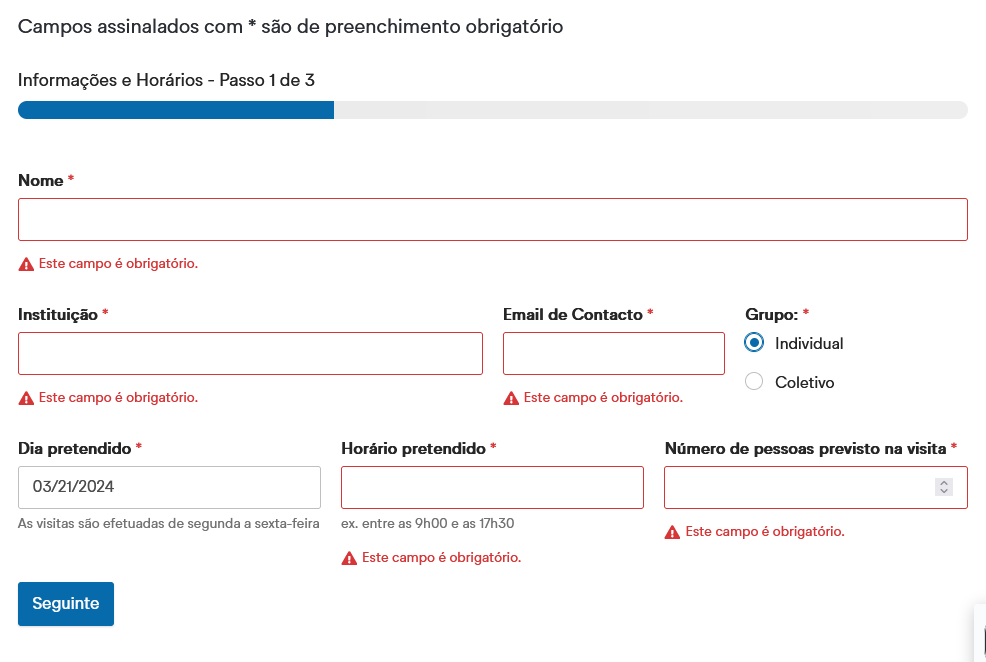 Campos assinalados com * são de preenchimento obrigatório
Informações e Horários - Passo 1 de 3
Nome *
Este campo é obrigatório.
Instituição *
Email de Contacto *
Grupo: *
Individual
Coletivo
Este campo é obrigatório.
Este campo é obrigatório.
Dia pretendido *
Horário pretendido *
Número de pessoas previsto na visita *
03/21/2024
As visitas são efetuadas de segunda a sexta-feira
ex. entre as 9h00 e as 17h30
Este campo é obrigatório.
Este campo é obrigatório.
Seguinte